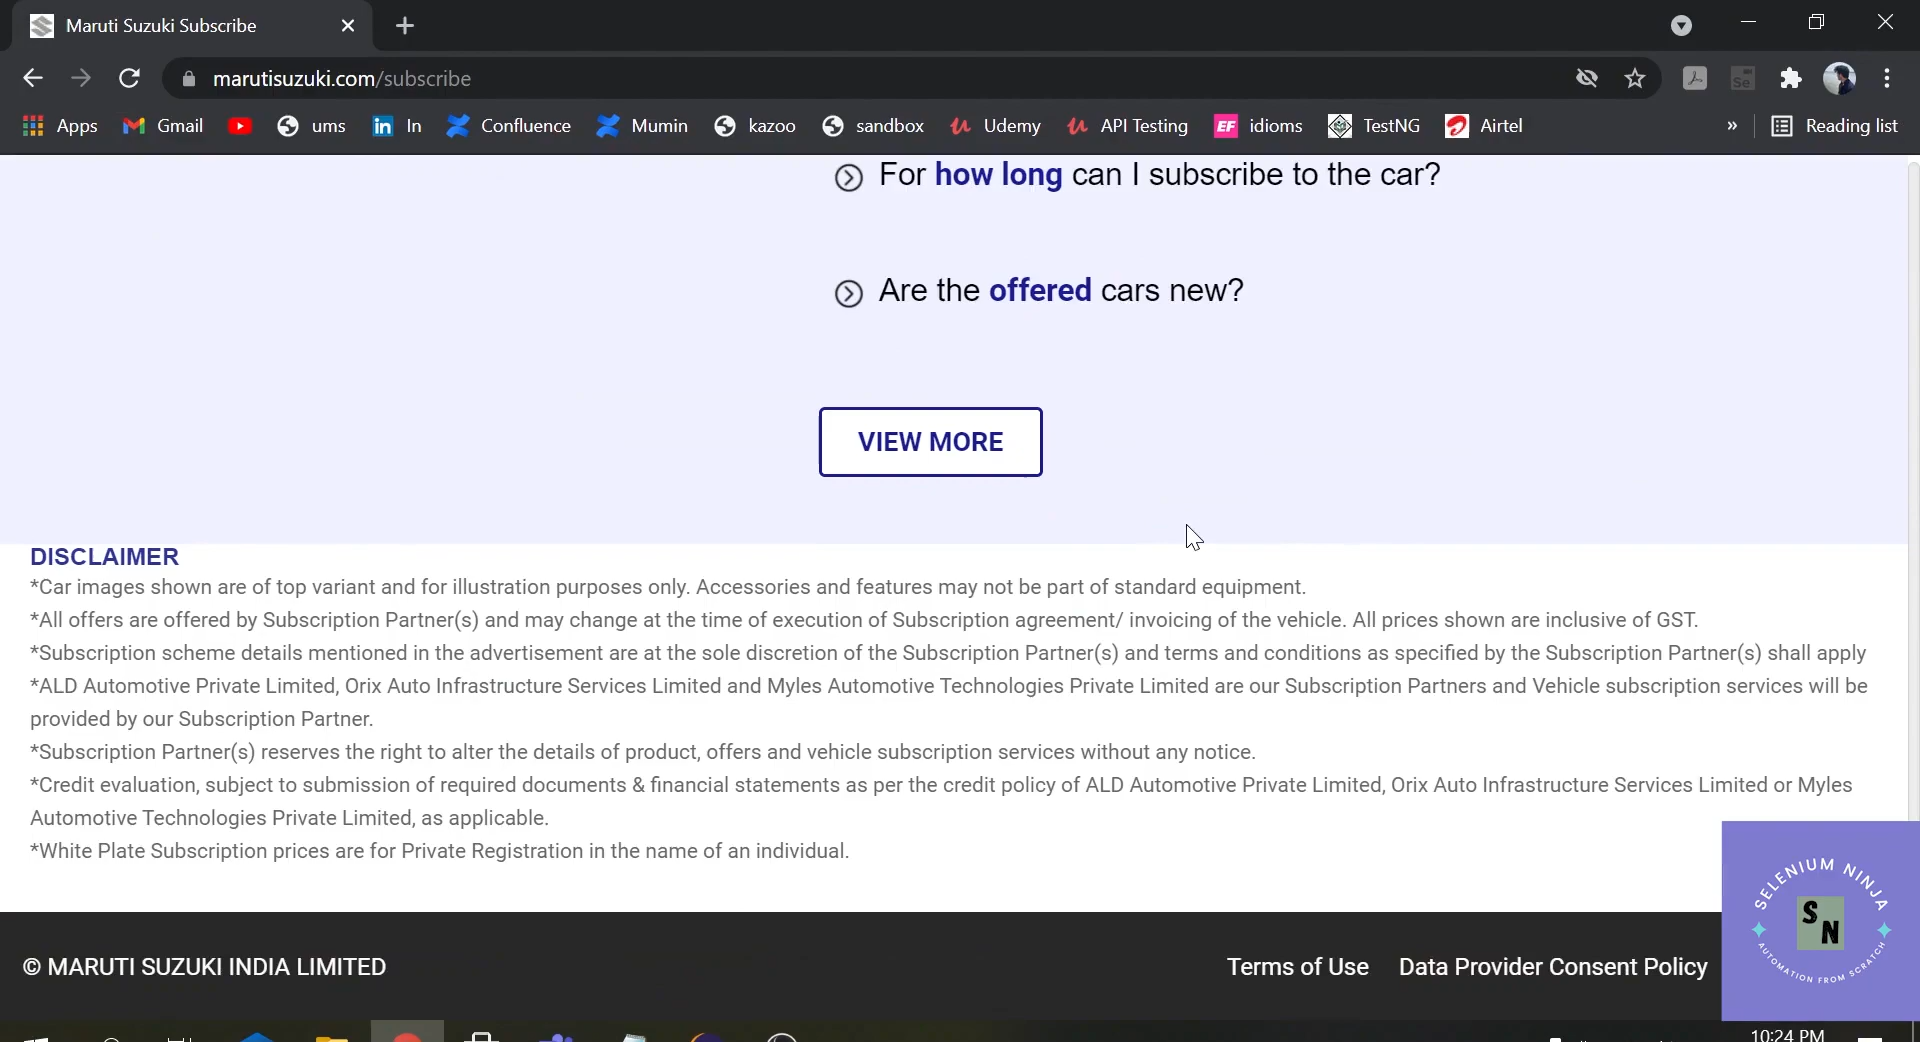 Maruti Suzuki Subscribe
marutisuzuki.com/subscribe
Apps Gmail ums In Confluence Mumin kazoo sandbox Udemy API Testing EF idioms TestNG Airtel » Reading list
For how long can I subscribe to the car?
Are the offered cars new?
VIEW MORE
DISCLAIMER
*Car images shown are of top variant and for illustration purposes only. Accessories and features may not be part of standard equipment.
*All offers are offered by Subscription Partner(s) and may change at the time of execution of Subscription agreement/ invoicing of the vehicle. All prices shown are inclusive of GST.
*Subscription scheme details mentioned in the advertisement are at the sole discretion of the Subscription Partner(s) and terms and conditions as specified by the Subscription Partner(s) shall apply
*ALD Automotive Private Limited, Orix Auto Infrastructure Services Limited and Myles Automotive Technologies Private Limited are our Subscription Partners and Vehicle subscription services will be
provided by our Subscription Partner.
*Subscription Partner(s) reserves the right to alter the details of product, offers and vehicle subscription services without any notice.
*Credit evaluation, subject to submission of required documents & financial statements as per the credit policy of ALD Automotive Private Limited, Orix Auto Infrastructure Services Limited or Myles
Automotive Technologies Private Limited, as applicable.
*White Plate Subscription prices are for Private Registration in the name of an individual.
SELENIUM NINJA
S N
AUTOMATION FROM SCRATCH
© MARUTI SUZUKI INDIA LIMITED Terms of Use Data Provider Consent Policy
10:24 PM